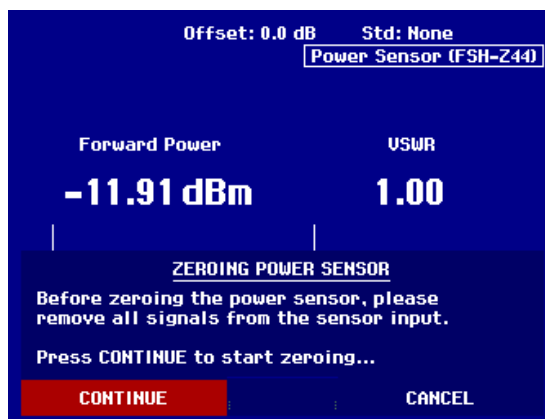 Offset: 0.0 dB Std: None
Power Sensor (FSH-Z44)
Forward Power VSWR
-11.91 dBm 1.00
ZEROING POWER SENSOR
Before zeroing the power sensor, please
remove all signals from the sensor input.
Press CONTINUE to start zeroing...
CONTINUE CANCEL